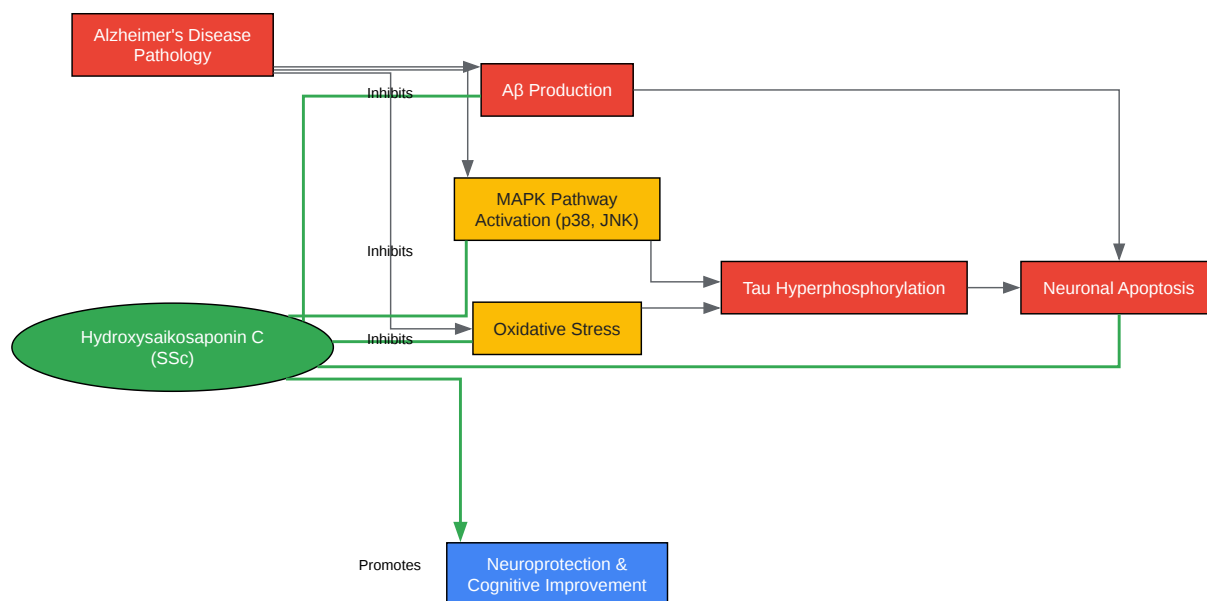 Alzheimer's Disease
Pathology
Aβ Production
Inhibits
MAPK Pathway
Activation (p38, JNK)
Inhibits
Tau Hyperphosphorylation
Neuronal Apoptosis
Oxidative Stress
Inhibits
Hydroxysaikosaponin C
(SSc)
Promotes
Neuroprotection &
Cognitive Improvement